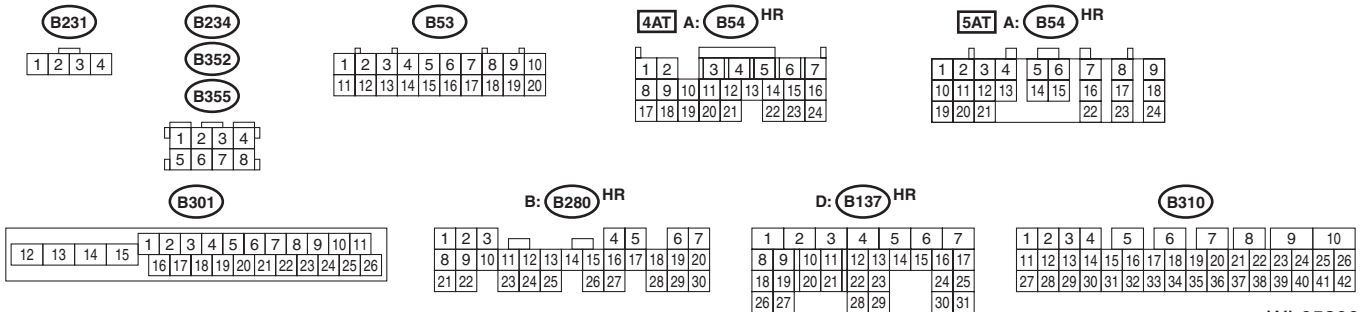 B231
1 2 3 4
B234
B352
B355
1 2 3 4
5 6 7 8
B53
1 2 3 4 5 6 7 8 9 10
11 12 13 14 15 16 17 18 19 20
4AT A: B54 HR
1 2 3 4 5 6 7
8 9 10 11 12 13 14 15 16
17 18 19 20 21 22 23 24
5AT A: B54 HR
1 2 3 4 5 6 7 8 9
10 11 12 13 14 15 16 17 18
19 20 21 22 23 24
B301
1 2 3 4 5 6 7 8 9 10 11
12 13 14 15
16 17 18 19 20 21 22 23 24 25 26
B: B280 HR
1 2 3 4 5 6 7
8 9 10 11 12 13 14 15 16 17 18 19 20
21 22 23 24 25 26 27 28 29 30
D: B137 HR
1 2 3 4 5 6 7
8 9 10 11 12 13 14 15 16 17
18 19 20 21 22 23 24 25
26 27 28 29 30 31
B310
1 2 3 4 5 6 7 8 9 10
11 12 13 14 15 16 17 18 19 20 21 22 23 24 25 26
27 28 29 30 31 32 33 34 35 36 37 38 39 40 41 42